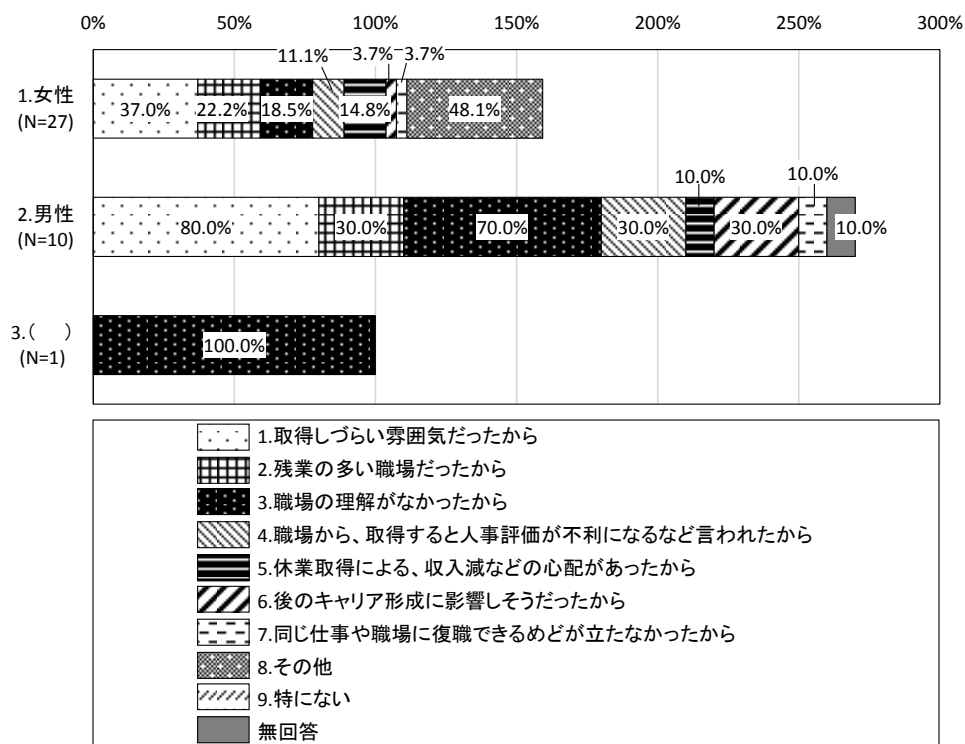 0% 50% 100% 150% 200% 250% 300%
11.1% 3.7% 3.7%
1.女性
(N=27)
37.0% 22.2% 18.5% 14.8% 48.1%
10.0% 10.0%
2.男性
(N=10)
80.0% 30.0% 70.0% 30.0% 30.0% 10.0%
3.(　)
(N=1)
100.0%
1.取得しづらい雰囲気だったから
2.残業の多い職場だったから
3.職場の理解がなかったから
4.職場から、取得すると人事評価が不利になるなど言われたから
5.休業取得による、収入減などの心配があったから
6.後のキャリア形成に影響しそうだったから
7.同じ仕事や職場に復職できるめどが立たなかったから
8.その他
9.特にない
無回答